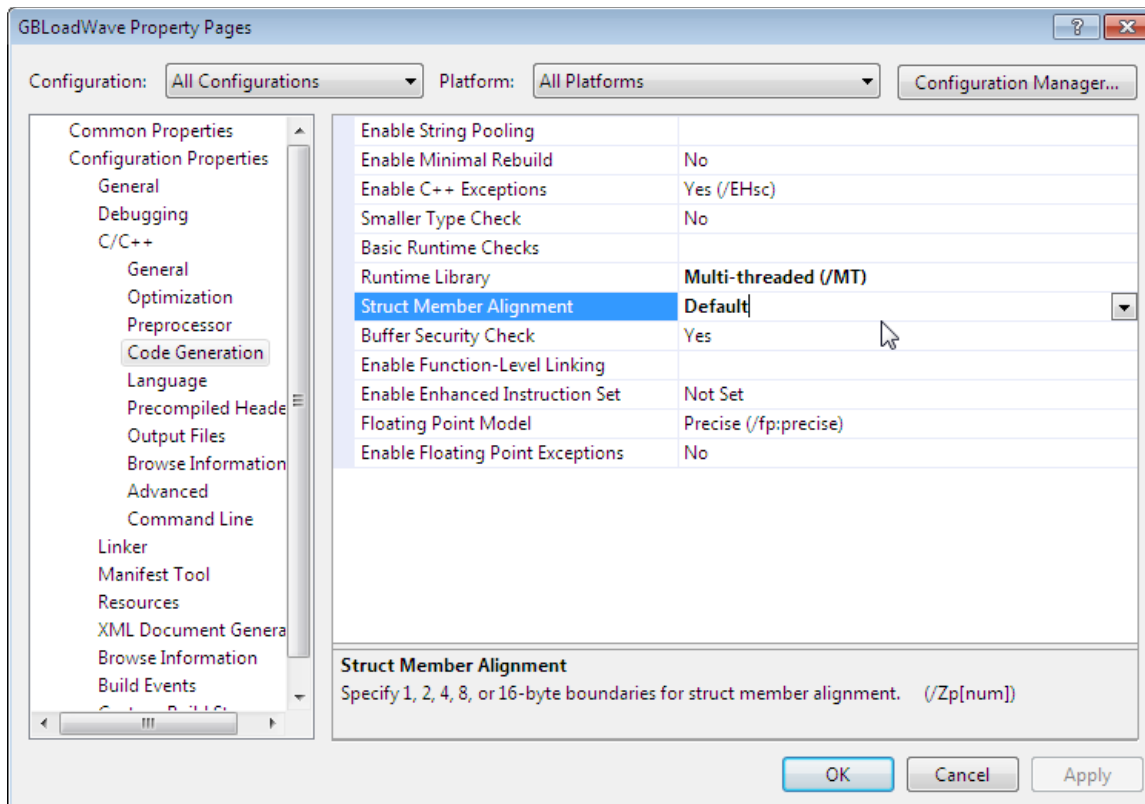 GBLoadWave Property Pages
Configuration: All Configurations Platform: All Platforms Configuration Manager...
Common Properties
Configuration Properties
General
Debugging
C/C++
General
Optimization
Preprocessor
Code Generation
Language
Precompiled Heade
Output Files
Browse Information
Advanced
Command Line
Linker
Manifest Tool
Resources
XML Document Genera
Browse Information
Build Events
Enable String Pooling
Enable Minimal Rebuild No
Enable C++ Exceptions Yes (/EHsc)
Smaller Type Check No
Basic Runtime Checks
Runtime Library Multi-threaded (/MT)
Struct Member Alignment Default
Buffer Security Check Yes
Enable Function-Level Linking
Enable Enhanced Instruction Set Not Set
Floating Point Model Precise (/fp:precise)
Enable Floating Point Exceptions No
Struct Member Alignment
Specify 1, 2, 4, 8, or 16-byte boundaries for struct member alignment. (/Zp[num])
OK Cancel Apply